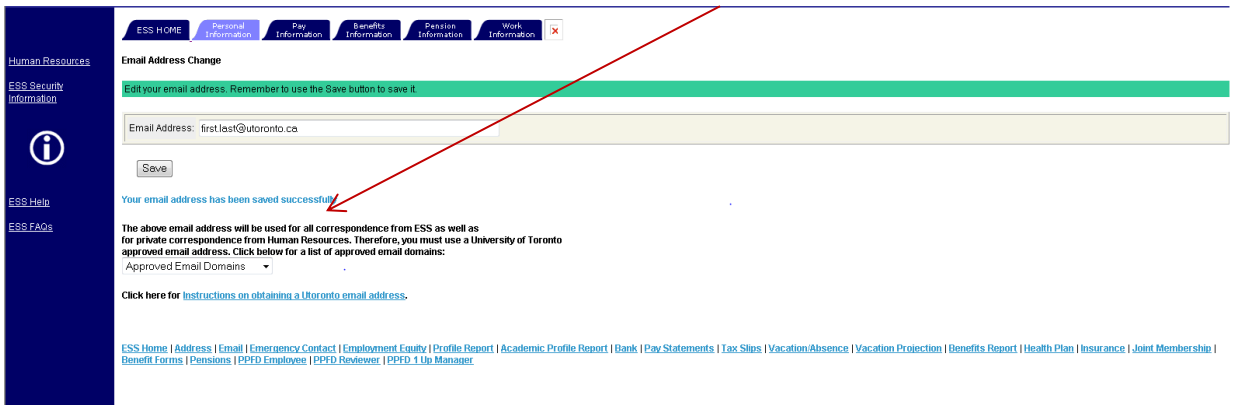 ESS HOME
Personal
Information
Pay
Information
Benefits
Information
Pension
Information
Work
Information
Human Resources
ESS Security
Information
ESS Help
ESS FAQs
Email Address Change
Edit your email address. Remember to use the Save button to save it.
Email Address: first.last@utoronto.ca
Save
Your email address has been saved successfully
The above email address will be used for all correspondence from ESS as well as
for private correspondence from Human Resources. Therefore, you must use a University of Toronto
approved email address. Click below for a list of approved email domains:
Approved Email Domains
Click here for Instructions on obtaining a Utoronto email address.
ESS Home | Address | Email | Emergency Contact | Employment Equity | Profile Report | Academic Profile Report | Bank | Pay Statements | Tax Slips | Vacation/Absence | Vacation Projection | Benefits Report | Health Plan | Insurance | Joint Membership |
Benefit Forms | Pensions | PPFD Employee | PPFD Reviewer | PPFD 1 Up Manager